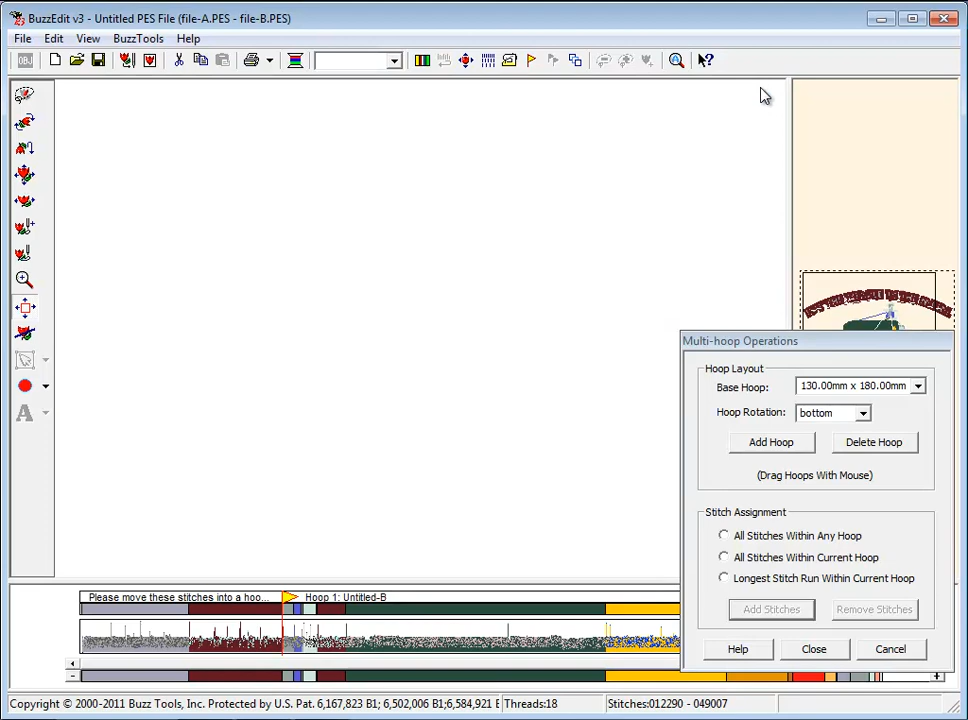 BuzzEdit v3 - Untitled PES File (file-A.PES - file-B.PES)
File Edit View BuzzTools Help
OBJ
Multi-hoop Operations
Hoop Layout
Base Hoop: 130.00mm x 180.00mm
Hoop Rotation: bottom
Add Hoop Delete Hoop
(Drag Hoops With Mouse)
Stitch Assignment
All Stitches Within Any Hoop
All Stitches Within Current Hoop
Longest Stitch Run Within Current Hoop
Add Stitches Remove Stitches
Help Close Cancel
Please move these stitches into a hoo... Hoop 1: Untitled-B
Copyright © 2000-2011 Buzz Tools, Inc. Protected by U.S. Pat. 6,167,823 B1; 6,502,006 B1;6,584,921 E Threads:18 Stitches:012290 - 049007